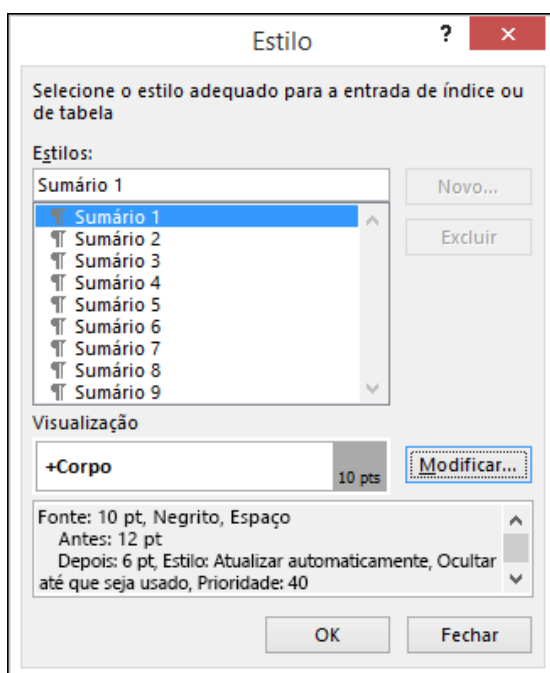 Estilo
?
Selecione o estilo adequado para a entrada de índice ou
de tabela
Estilos:
Sumário 1
Novo...
¶ Sumário 1
Excluir
¶ Sumário 2
¶ Sumário 3
¶ Sumário 4
¶ Sumário 5
¶ Sumário 6
¶ Sumário 7
¶ Sumário 8
¶ Sumário 9
Visualização
+Corpo
10 pts
Modificar...
Fonte: 10 pt, Negrito, Espaço
Antes: 12 pt
Depois: 6 pt, Estilo: Atualizar automaticamente, Ocultar
até que seja usado, Prioridade: 40
OK
Fechar